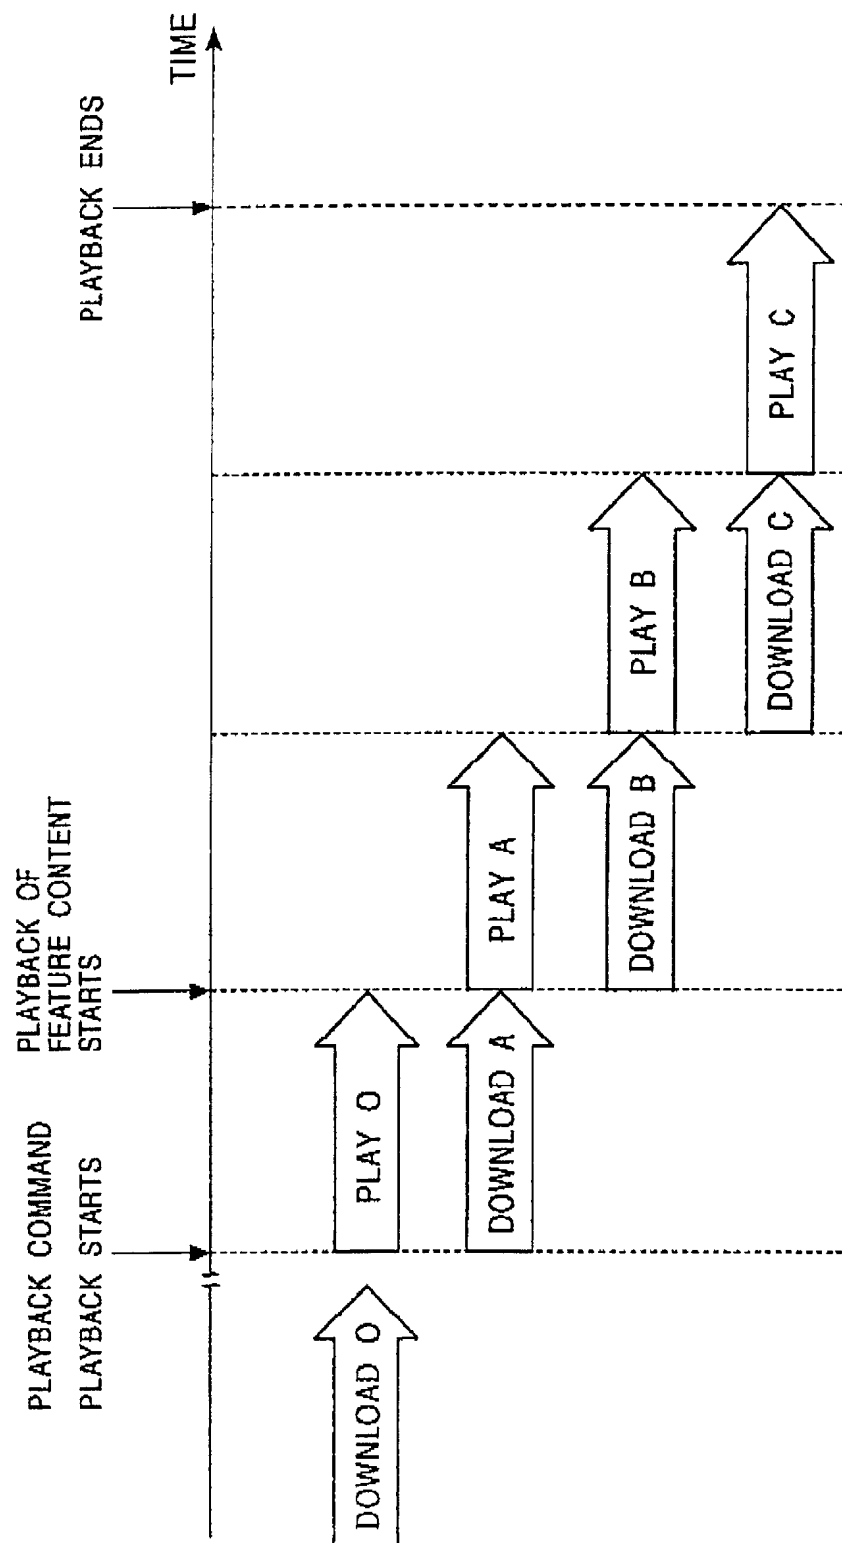 PLAYBACK COMMAND
PLAYBACK STARTS
PLAYBACK OF
FEATURE CONTENT
STARTS
PLAYBACK ENDS
TIME
DOWNLOAD O
PLAY O
DOWNLOAD A
PLAY A
DOWNLOAD B
PLAY B
DOWNLOAD C
PLAY C